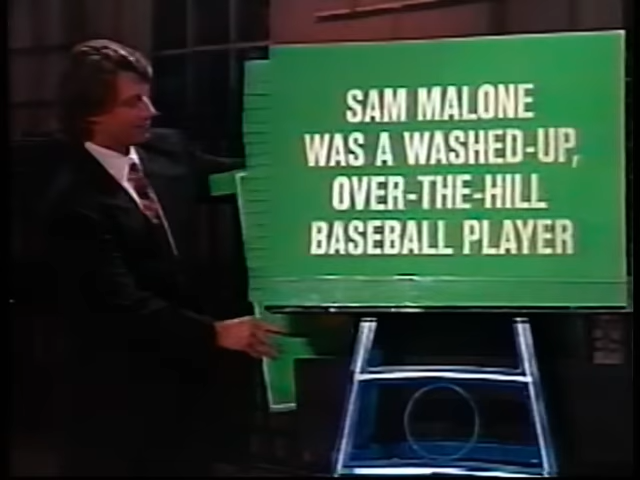 SAM MALONE
WAS A WASHED-UP,
OVER-THE-HILL
BASEBALL PLAYER